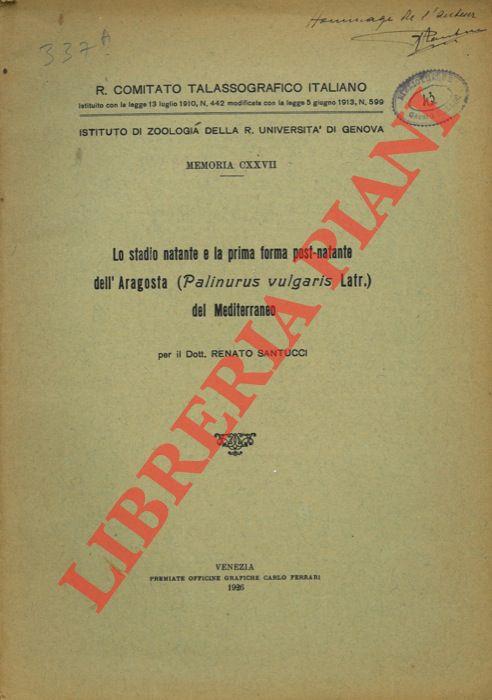 337A
Hommage de l'auteur
R. COMITATO TALASSOGRAFICO ITALIANO
Istituito con la legge 13 luglio 1910, N. 442 modificata con la legge 5 giugno 1913, N. 599
ISTITUTO DI ZOOLOGIA DELLA R. UNIVERSITA' DI GENOVA
MEMORIA CXXVII
Lo stadio natante e la prima forma post-natante
dell' Aragosta (Palinurus vulgaris Latr.)
del Mediterraneo
per il Dott. RENATO SANTUCCI
VENEZIA
PREMIATE OFFICINE GRAFICHE CARLO FERRARI
1926
LIBRERIA PIANI